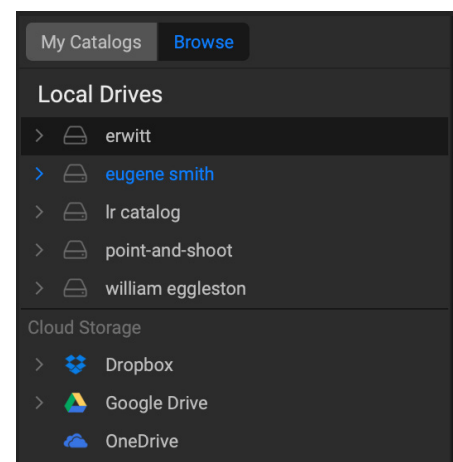 My Catalogs Browse
Local Drives
erwitt
eugene smith
lr catalog
point-and-shoot
william eggleston
Cloud Storage
Dropbox
Google Drive
OneDrive